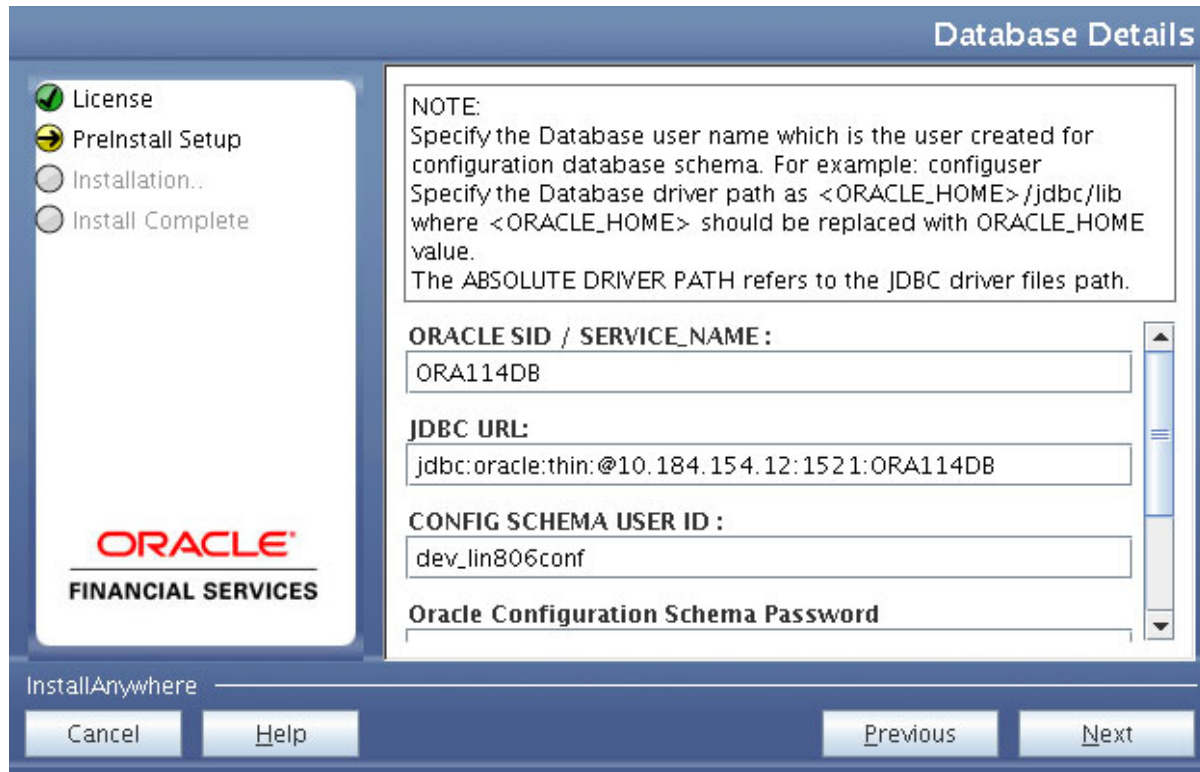 Database Details
License
PreInstall Setup
Installation..
Install Complete
ORACLE
FINANCIAL SERVICES
NOTE:
Specify the Database user name which is the user created for
configuration database schema. For example: configuser
Specify the Database driver path as <ORACLE_HOME>/jdbc/lib
where <ORACLE_HOME> should be replaced with ORACLE_HOME
value.
The ABSOLUTE DRIVER PATH refers to the JDBC driver files path.
ORACLE SID / SERVICE_NAME :
ORA114DB
JDBC URL:
jdbc:oracle:thin:@10.184.154.12:1521:ORA114DB
CONFIG SCHEMA USER ID :
dev_lin806conf
Oracle Configuration Schema Password
InstallAnywhere
Cancel
Help
Previous
Next